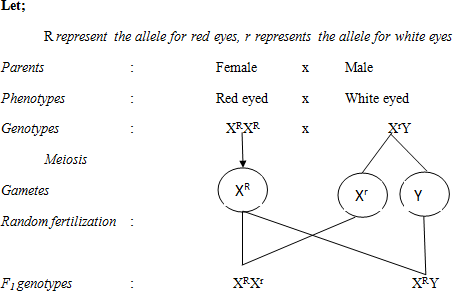 Let;
R represent the allele for red eyes, r represents the allele for white eyes
Parents : Female x Male
Phenotypes : Red eyed x White eyed
Genotypes : XᴿXᴿ x XʳY
Meiosis
Gametes Xᴿ Xʳ Y
Random fertilization :
F₁ genotypes : XᴿXʳ XᴿY